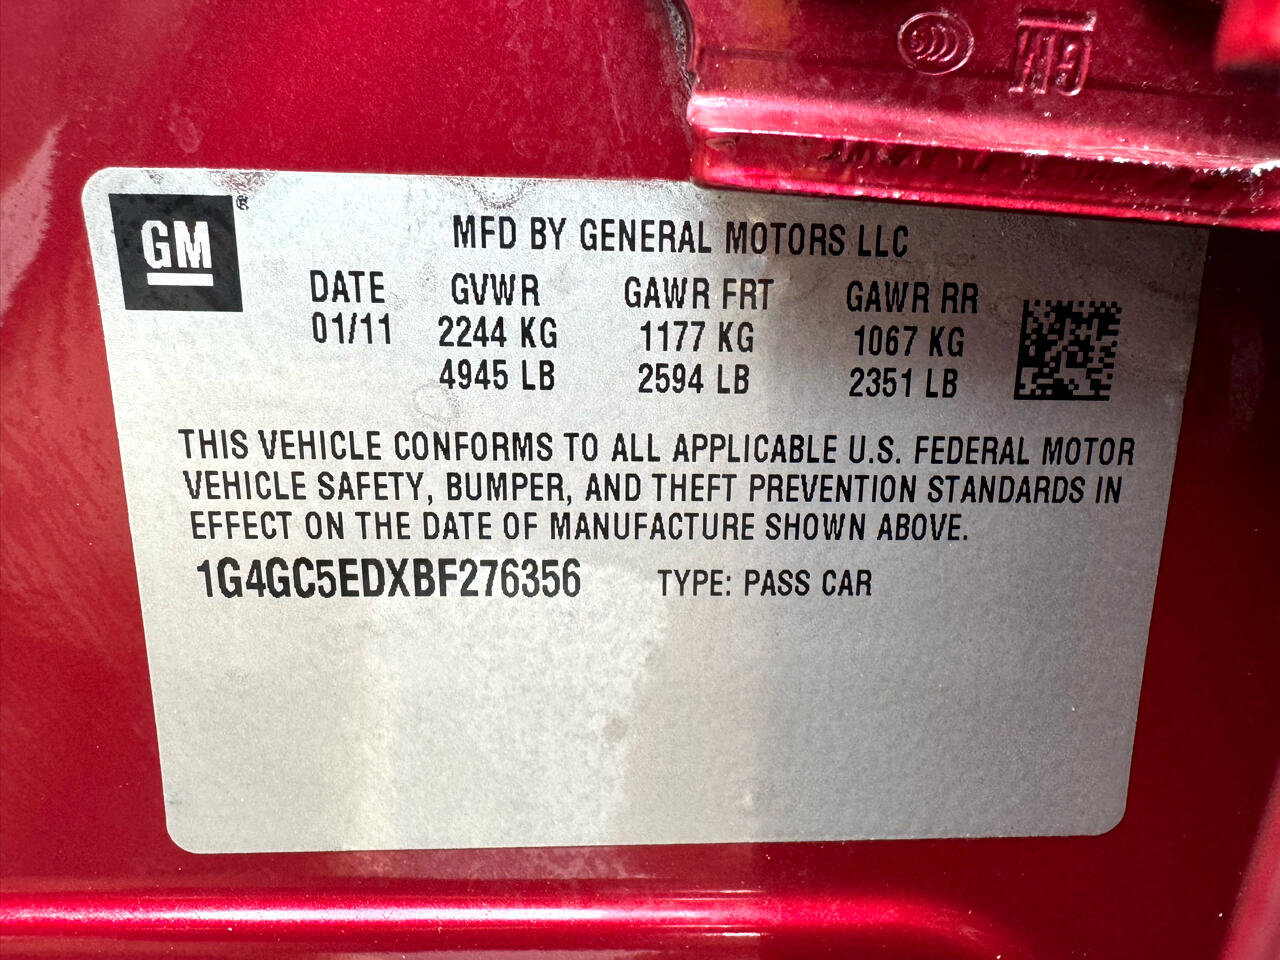 GM
GM ®
MFD BY GENERAL MOTORS LLC
DATE GVWR GAWR FRT GAWR RR
01/11 2244 KG 1177 KG 1067 KG
4945 LB 2594 LB 2351 LB
THIS VEHICLE CONFORMS TO ALL APPLICABLE U.S. FEDERAL MOTOR
VEHICLE SAFETY, BUMPER, AND THEFT PREVENTION STANDARDS IN
EFFECT ON THE DATE OF MANUFACTURE SHOWN ABOVE.
1G4GC5EDXBF276356 TYPE: PASS CAR